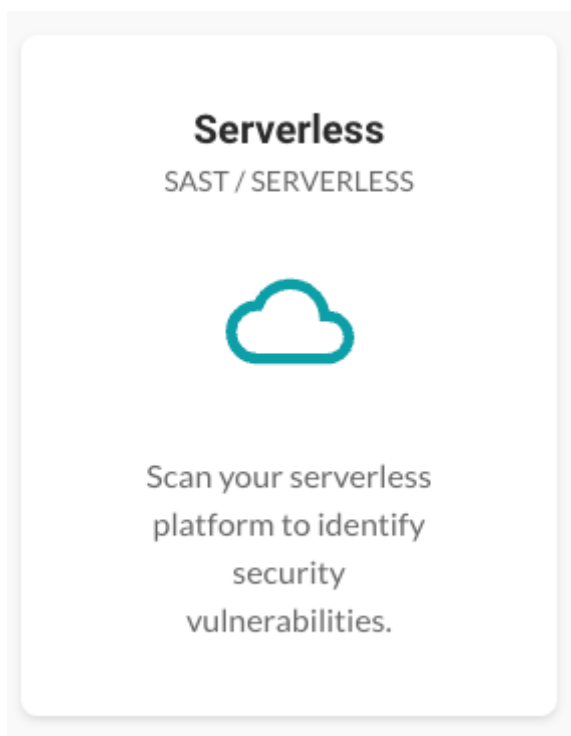 Serverless
SAST / SERVERLESS
Scan your serverless
platform to identify
security
vulnerabilities.